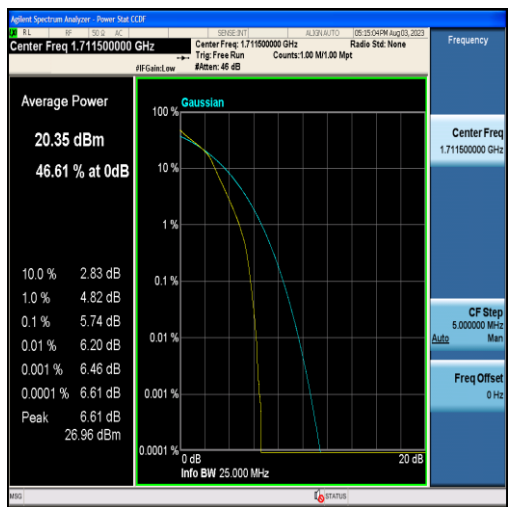 Agilent Spectrum Analyzer - Power Stat CCDF
RL RF 50 Ω AC SENSE:INT ALIGN AUTO 05:15:04 PM Aug 03, 2023
Center Freq 1.711500000 GHz
Center Freq: 1.711500000 GHz Radio Std: None
Trig: Free Run Counts:1.00 M/1.00 Mpt
#IFGain:Low #Atten: 46 dB
Frequency
Average Power
20.35 dBm
46.61 % at 0dB
10.0 % 2.83 dB
1.0 % 4.82 dB
0.1 % 5.74 dB
0.01 % 6.20 dB
0.001 % 6.46 dB
0.0001 % 6.61 dB
Peak 6.61 dB
26.96 dBm
Gaussian
100 %
10 %
1 %
0.1 %
0.01 %
0.001 %
0.0001 %
0 dB 20 dB
Info BW 25.000 MHz
Center Freq
1.711500000 GHz
CF Step
5.000000 MHz
Auto Man
Freq Offset
0 Hz
MSG STATUS